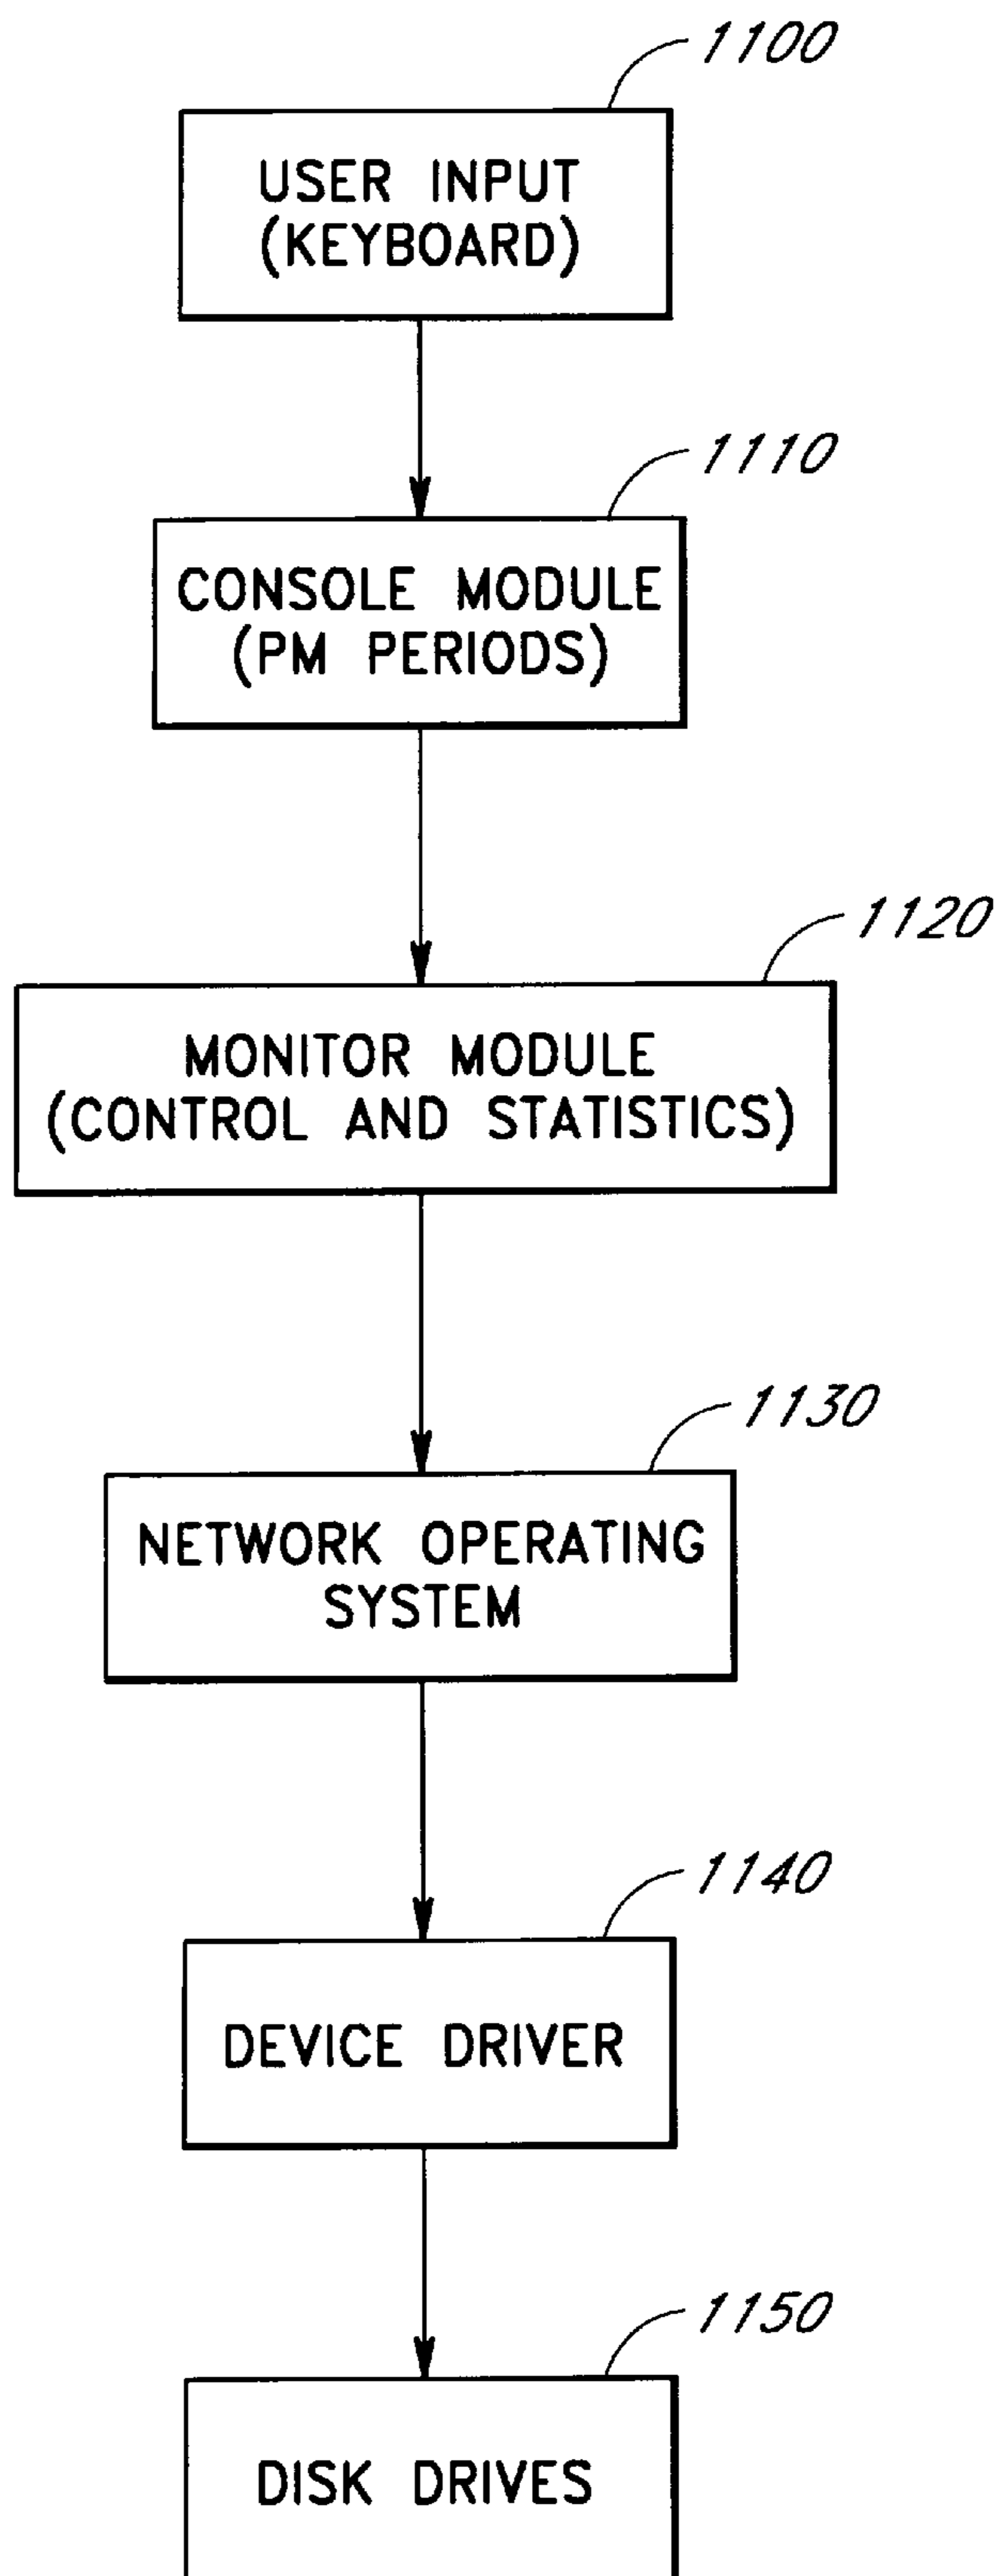 1100
USER INPUT
(KEYBOARD)
1110
CONSOLE MODULE
(PM PERIODS)
1120
MONITOR MODULE
(CONTROL AND STATISTICS)
1130
NETWORK OPERATING
SYSTEM
1140
DEVICE DRIVER
1150
DISK DRIVES